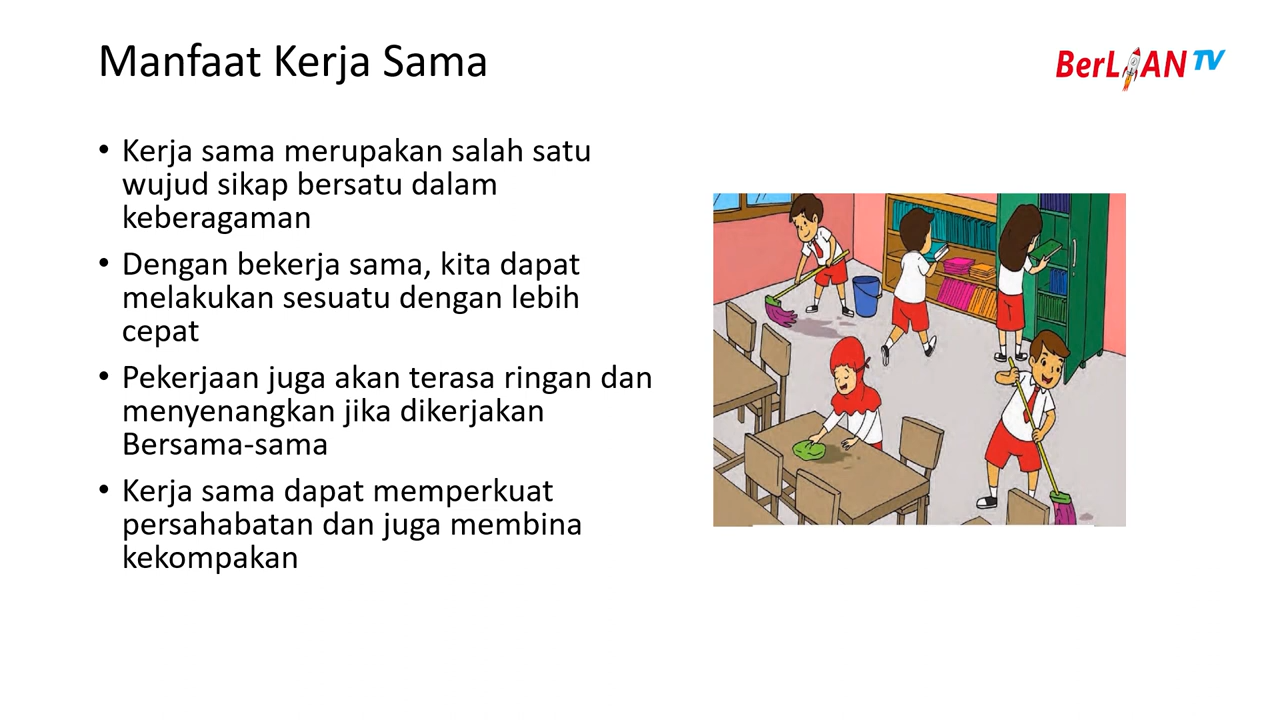 Manfaat Kerja Sama
BerLIAN TV
• Kerja sama merupakan salah satu
wujud sikap bersatu dalam
keberagaman
• Dengan bekerja sama, kita dapat
melakukan sesuatu dengan lebih
cepat
• Pekerjaan juga akan terasa ringan dan
menyenangkan jika dikerjakan
Bersama-sama
• Kerja sama dapat memperkuat
persahabatan dan juga membina
kekompakan